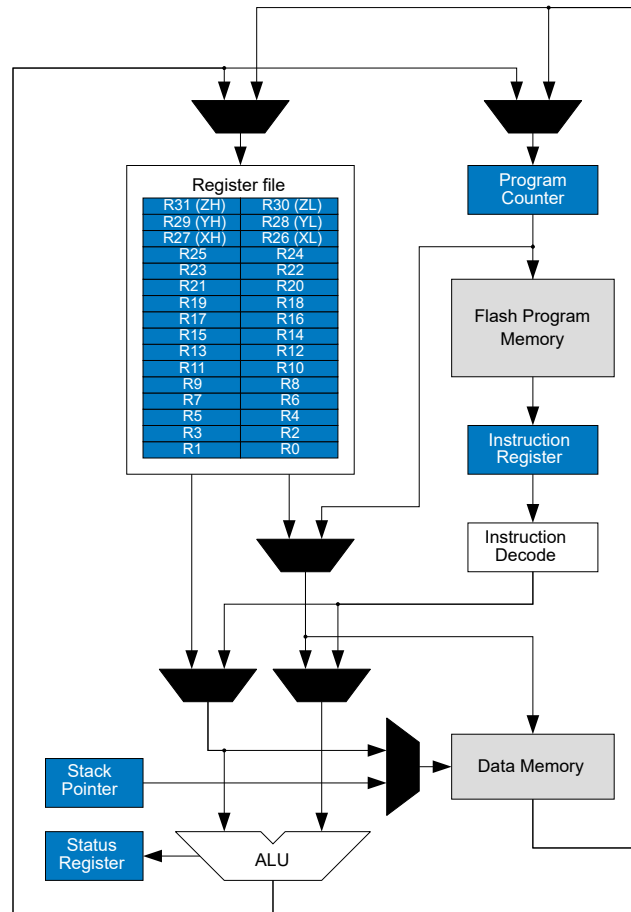 Register file
R31 (ZH) R30 (ZL)
R29 (YH) R28 (YL)
R27 (XH) R26 (XL)
R25 R24
R23 R22
R21 R20
R19 R18
R17 R16
R15 R14
R13 R12
R11 R10
R9 R8
R7 R6
R5 R4
R3 R2
R1 R0
Program
Counter
Flash Program
Memory
Instruction
Register
Instruction
Decode
Stack
Pointer
Data Memory
Status
Register
ALU